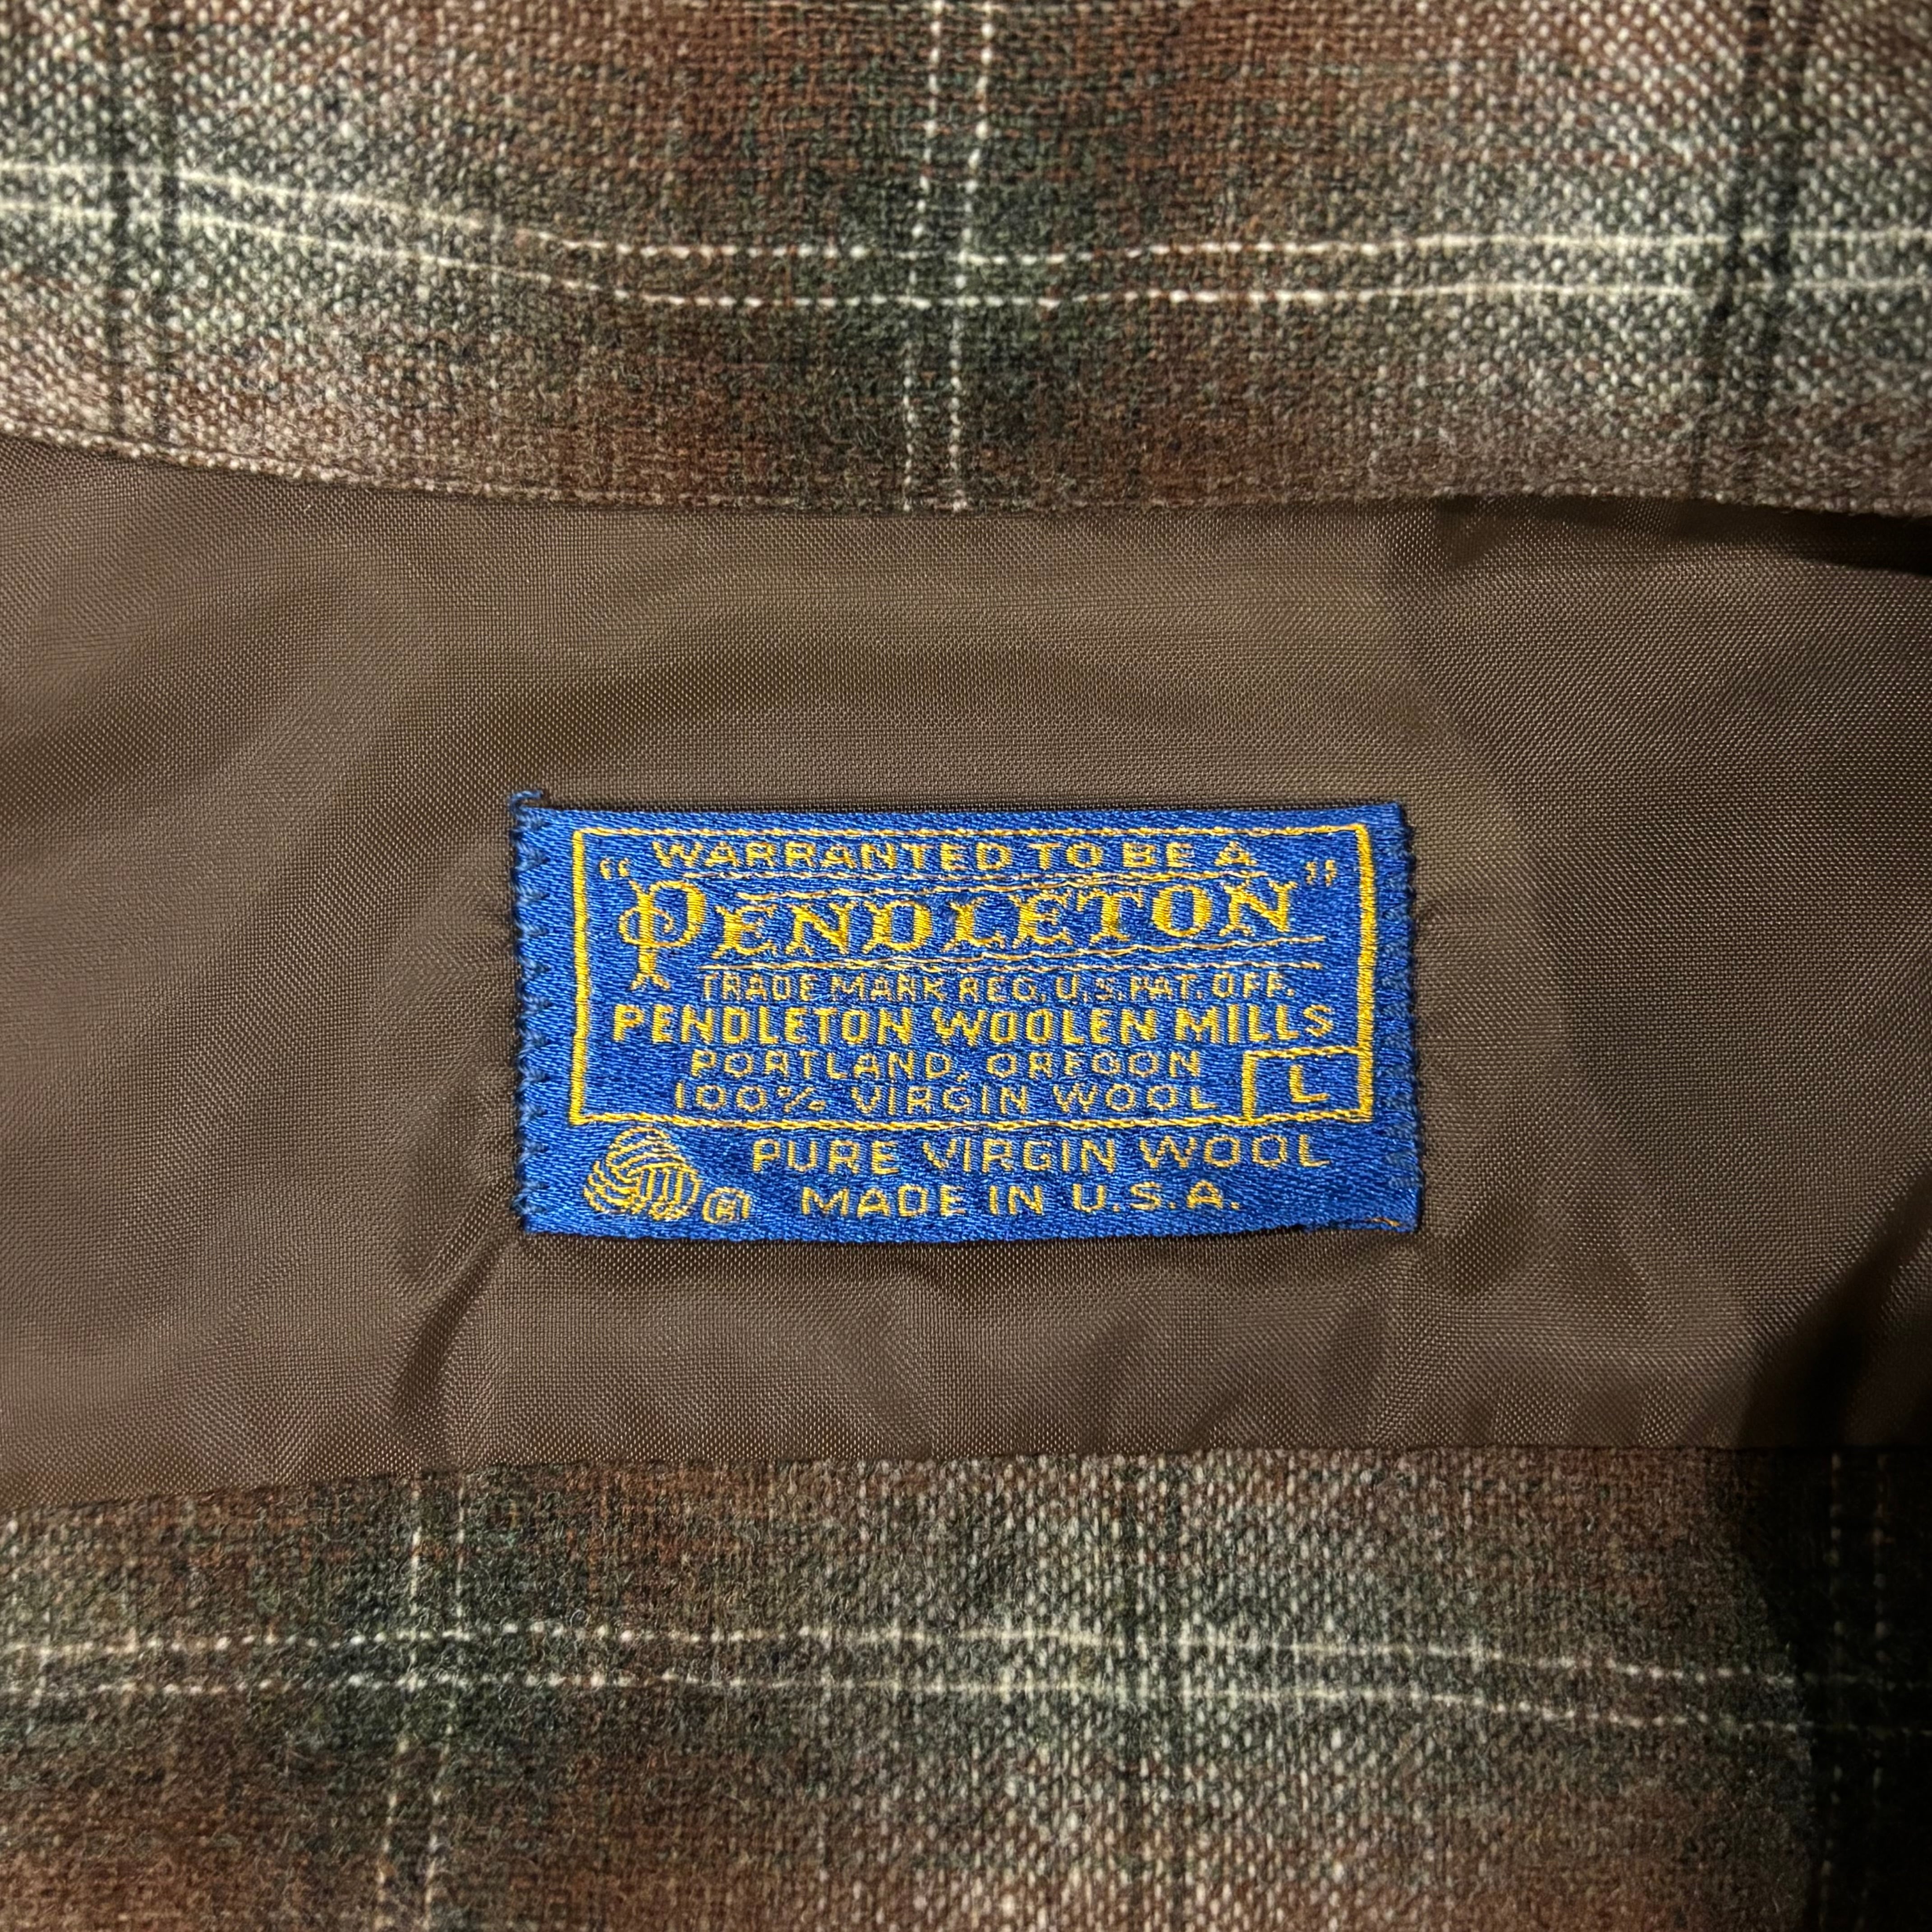 WARRANTED TO BE A
"PENDLETON"
TRADE MARK REG. U.S. PAT. OFF.
PENDLETON WOOLEN MILLS
PORTLAND, OREGON
100% VIRGIN WOOL L
PURE VIRGIN WOOL
R MADE IN U.S.A.